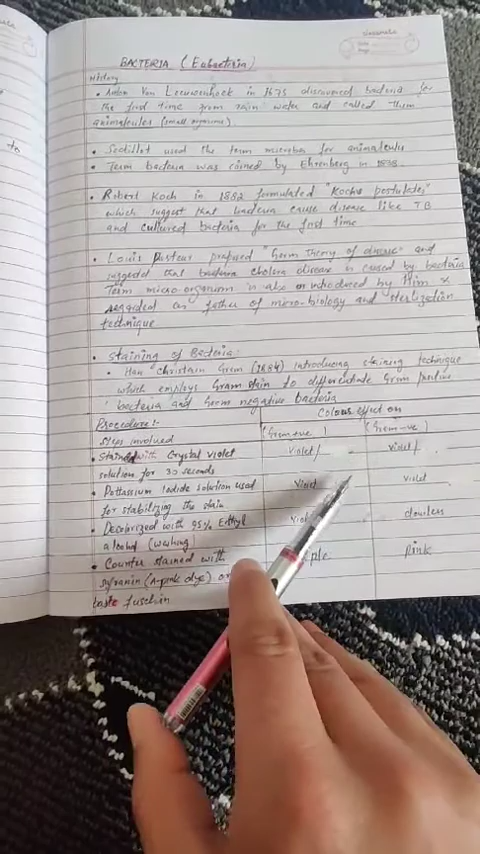 to
classmate
Date
Page
BACTERIA (Eubacteria)
History
• Anton Van Leeuwenhoek in 1675 discovered bacteria for
the first time from rain water and called them
animalcules (small organisms)
• Sedillot used the term microbes for animalcules
• Term bacteria was coined by Ehrenberg in 1838
• Robert Koch in 1882 formulated "Kochs postulates"
which suggest that bacteria cause disease like TB
and cultured bacteria for the first time
• Louis Pasteur proposed "Germ theory of disease" and
suggested that bacteria cholera disease is caused by bacteria
Term micro-organism is also introduced by Him &
regarded as father of micro-biology and sterilization
technique
• Staining of Bacteria:
• Han christain Gram (1884) introducing staining technique
which employs Gram stain to differentiate Gram positive
bacteria and Gram negative bacteria
Procedure:- Colour effect on
Steps involved (Gram+ve) (Gram-ve)
• Stained with Crystal violet violet/ violet/
solution for 30 seconds
• Pottassium Iodide solution used violet violet
for stabilizing the stain
• Decolorized with 95% Ethyl
alcohol (washing)
• Counter stained with pink
safranin (A-pink dye) or
basic fuschin